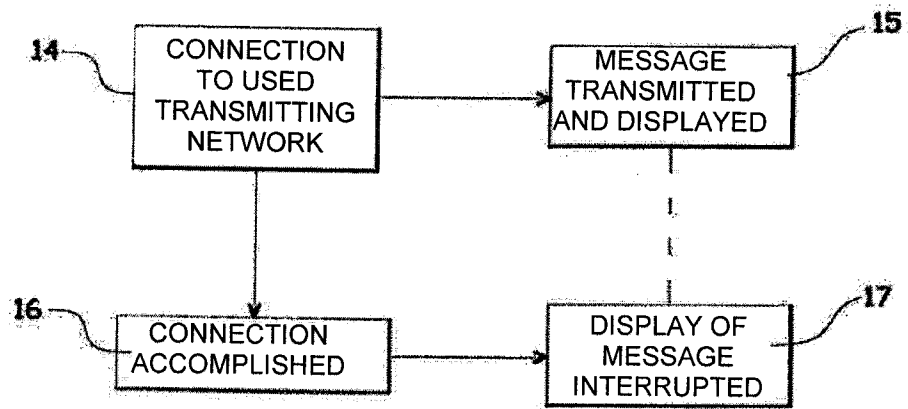 14
CONNECTION
TO USED
TRANSMITTING
NETWORK
15
MESSAGE
TRANSMITTED
AND DISPLAYED
16
CONNECTION
ACCOMPLISHED
17
DISPLAY OF
MESSAGE
INTERRUPTED